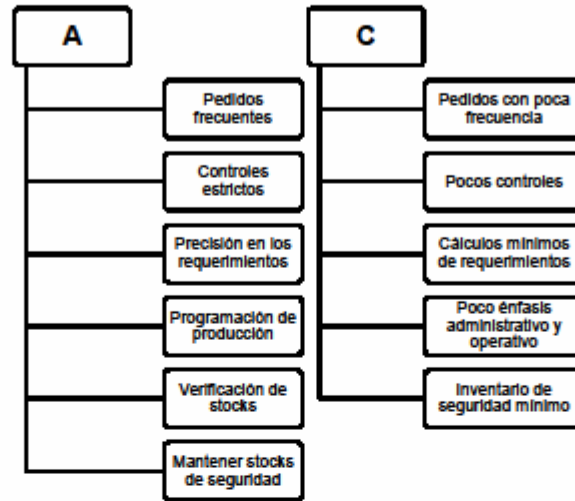 A
Pedidos
frecuentes
Controles
estrictos
Precisión en los
requerimientos
Programación de
producción
Verificación de
stocks
Mantener stocks
de seguridad
C
Pedidos con poca
frecuencia
Pocos controles
Cálculos mínimos
de requerimientos
Poco énfasis
administrativo y
operativo
Inventario de
seguridad mínimo